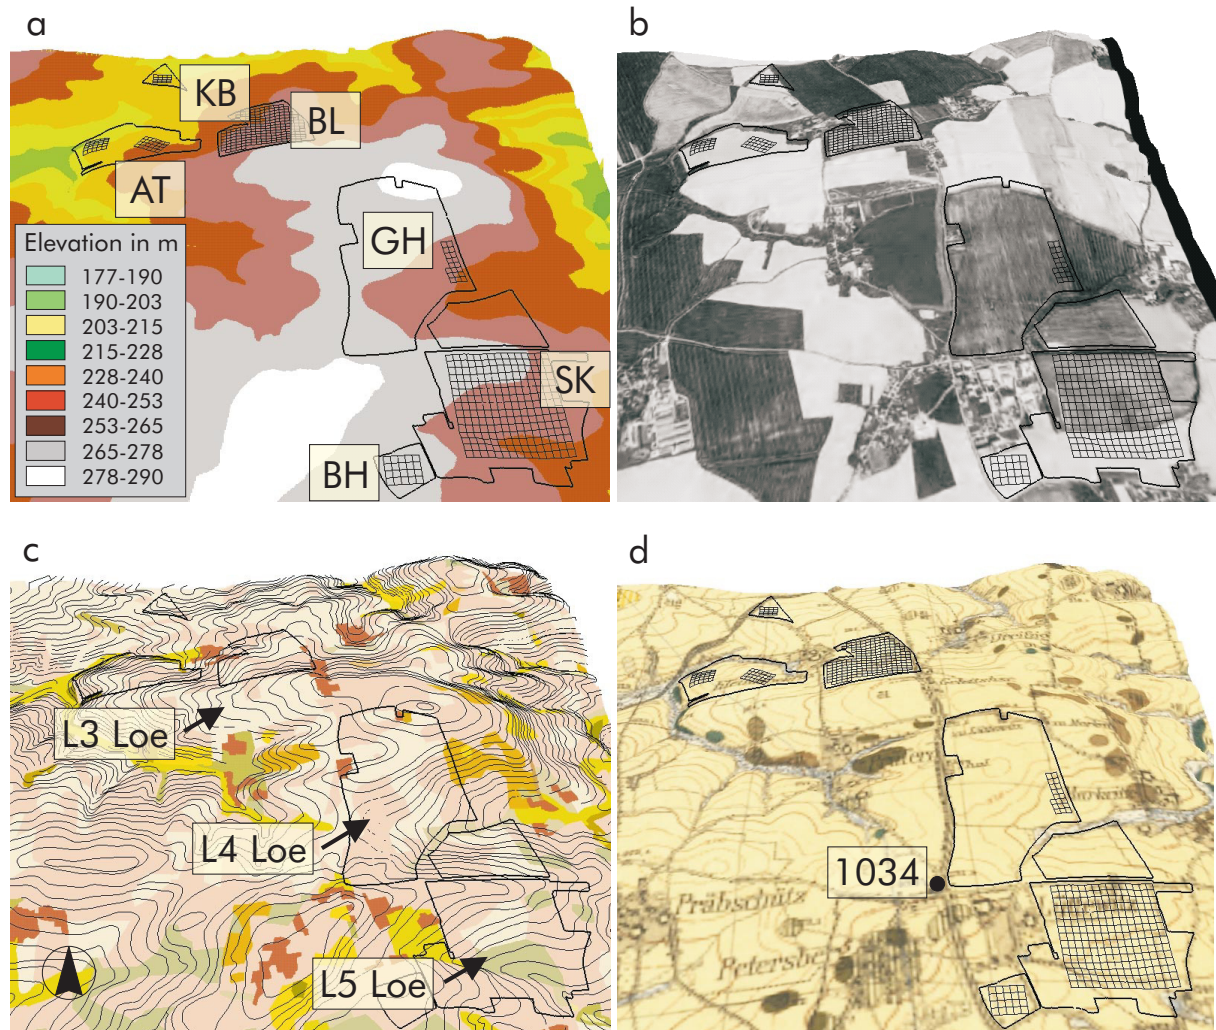 a
KB
BL
AT
GH
Elevation in m
177-190
190-203
203-215
215-228
228-240
240-253
253-265
265-278
278-290
SK
BH
b
c
L3 Loe
L4 Loe
L5 Loe
d
1034
Präbschütz